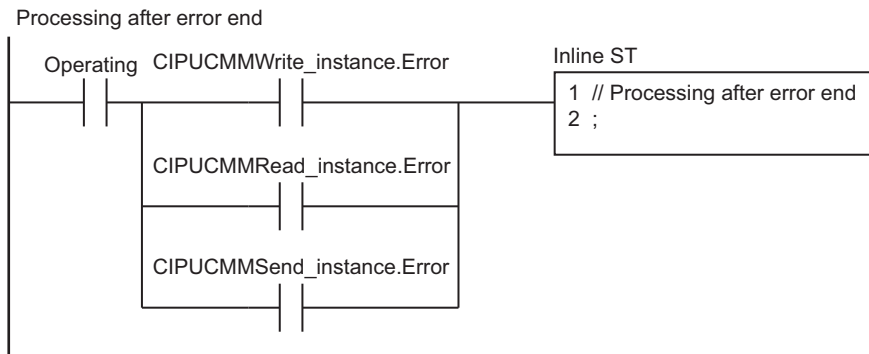 Processing after error end
Operating
CIPUCMMWrite_instance.Error
Inline ST
1 // Processing after error end
2 ;
CIPUCMMRead_instance.Error
CIPUCMMSend_instance.Error